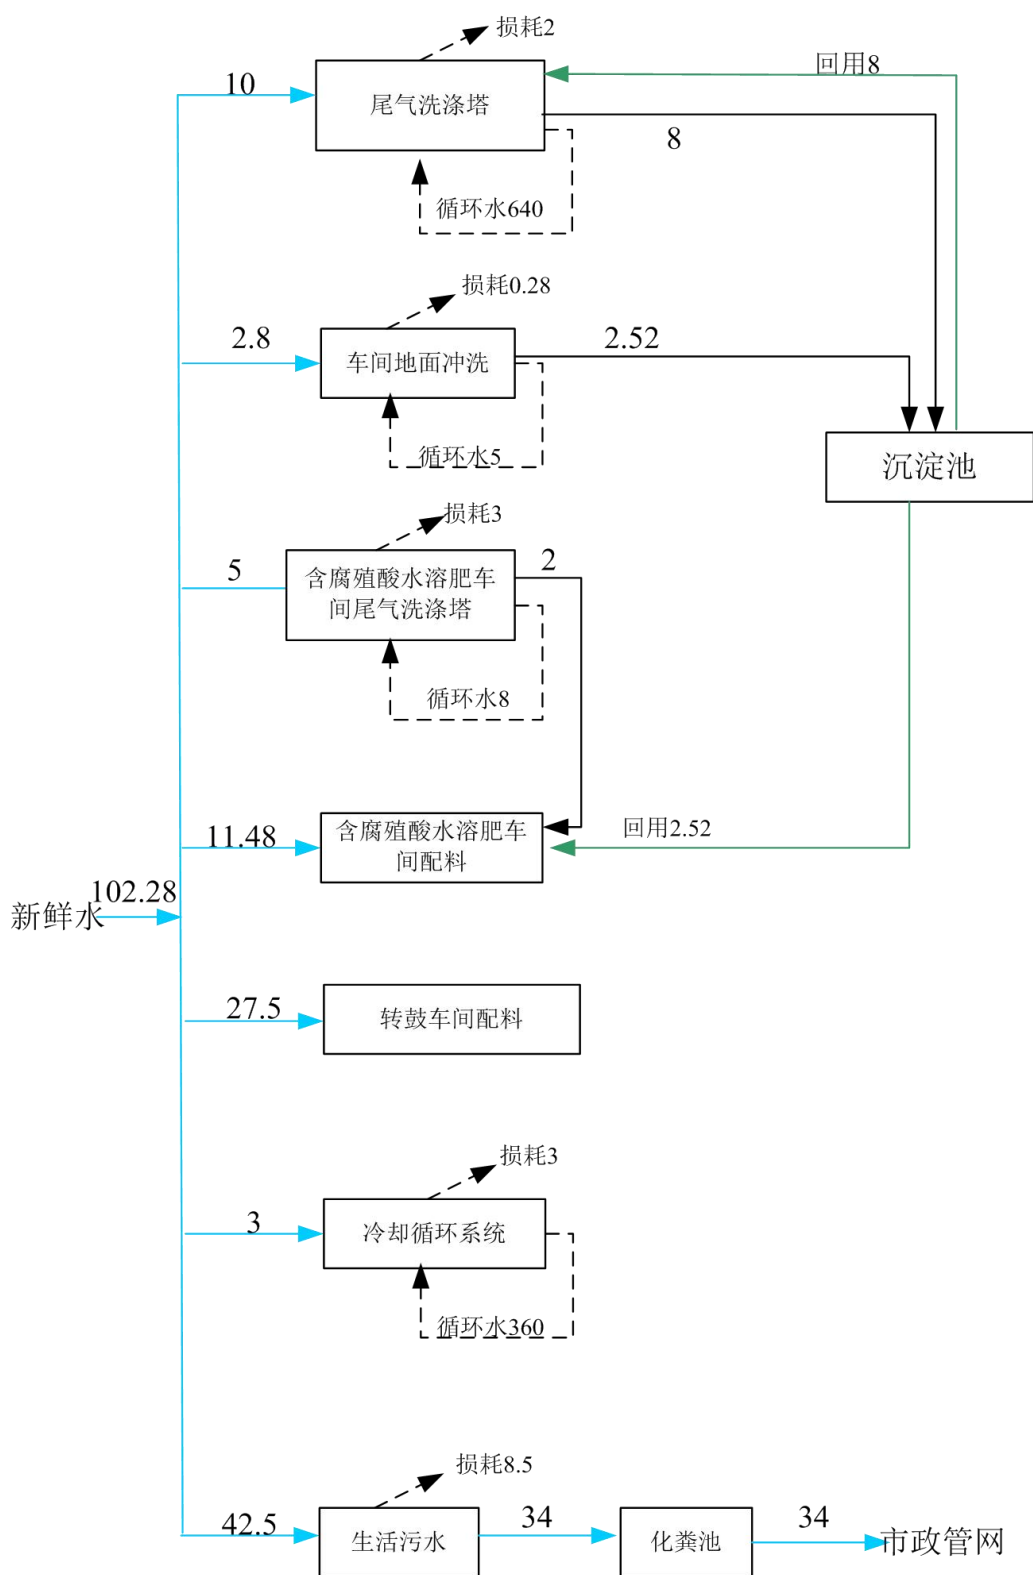 损耗2
回用8
10
尾气洗涤塔
8
循环水640
损耗0.28
2.8
车间地面冲洗
2.52
循环水5
沉淀池
损耗3
5
含腐殖酸水溶肥车
间尾气洗涤塔
2
循环水8
11.48
含腐殖酸水溶肥车
间配料
回用2.52
新鲜水
102.28
27.5
转鼓车间配料
损耗3
3
冷却循环系统
循环水360
损耗8.5
42.5
生活污水
34
化粪池
34
市政管网